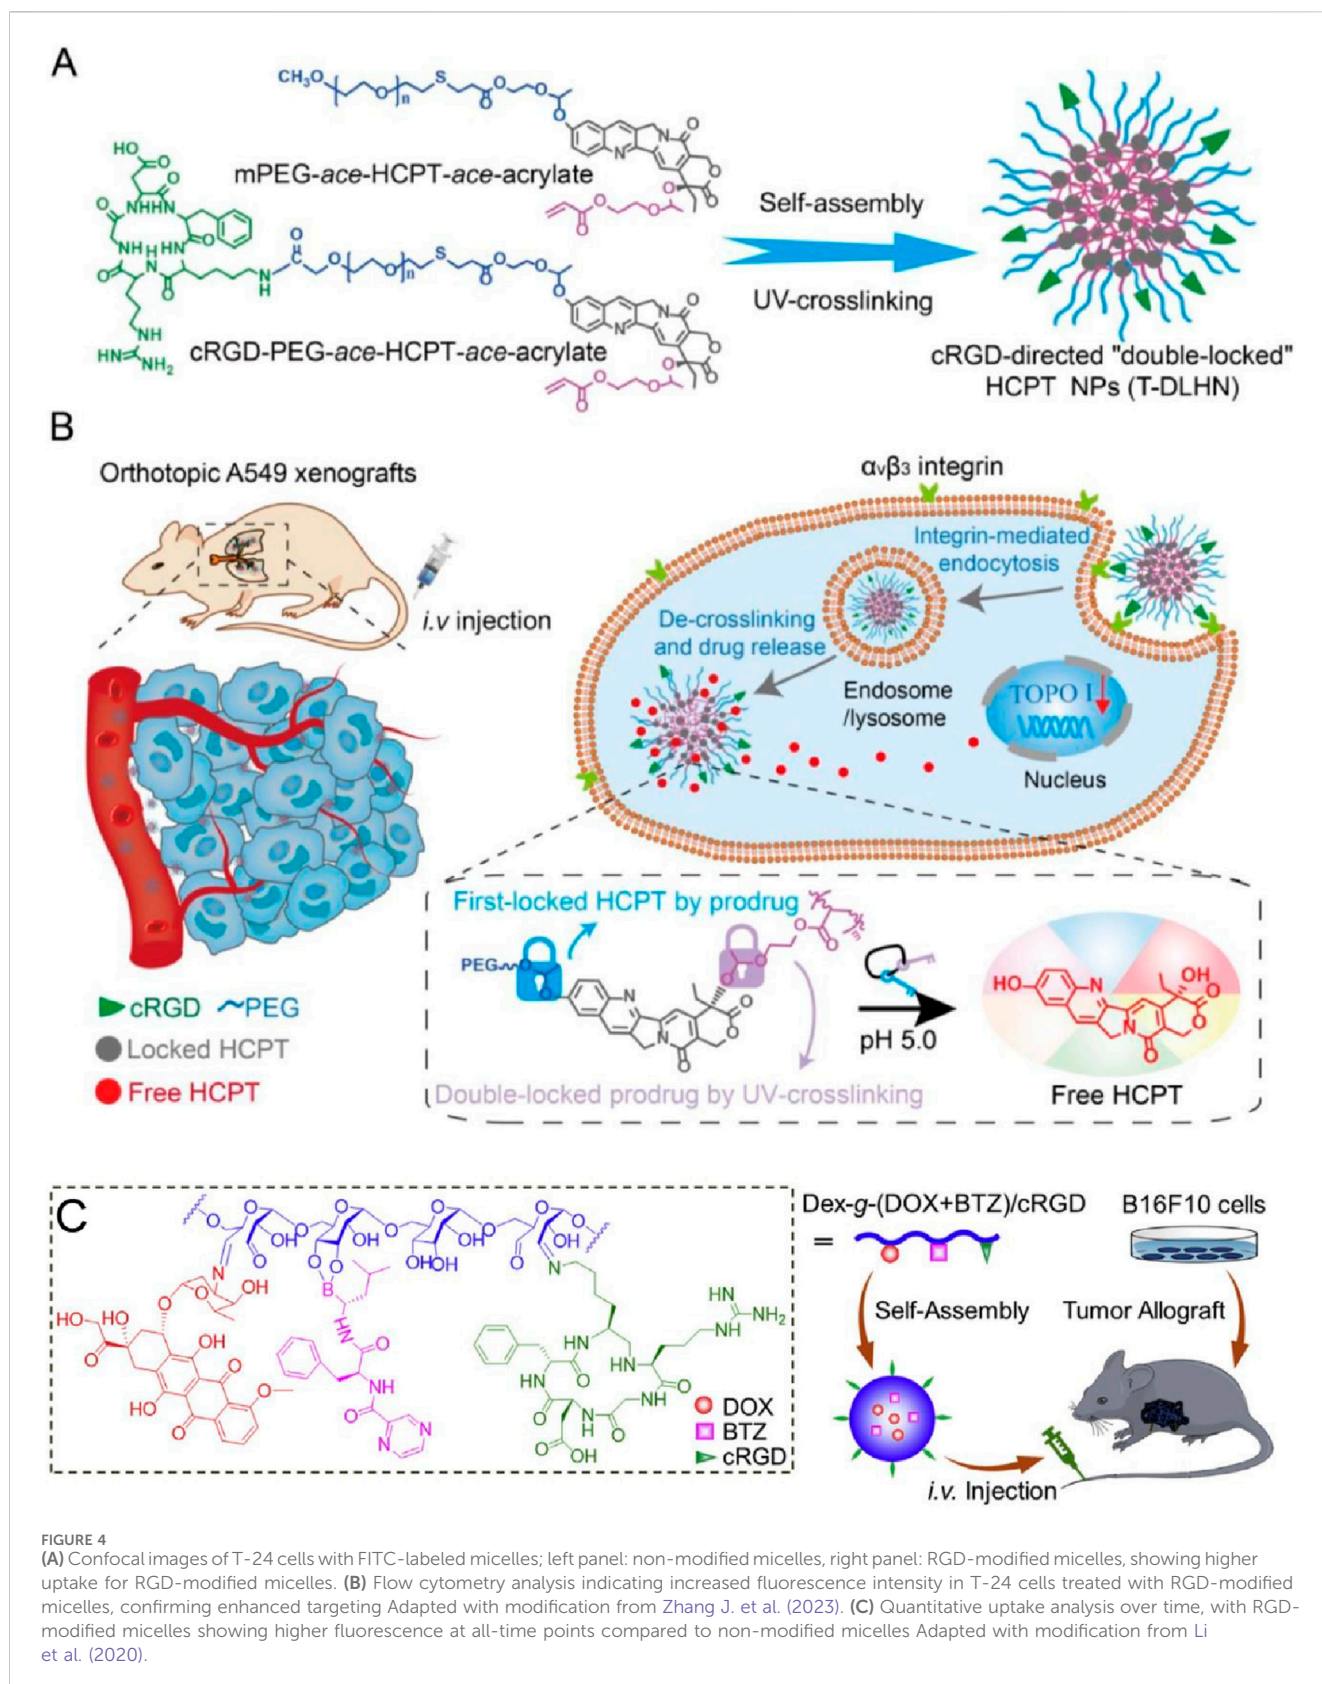 A
CH₃O
O
n
S
O
O
O
O
O
mPEG-ace-HCPT-ace-acrylate
Self-assembly
UV-crosslinking
cRGD-PEG-ace-HCPT-ace-acrylate
cRGD-directed "double-locked"
HCPT NPs (T-DLHN)
HO
O
NH
HN
NH₂
B
Orthotopic A549 xenografts
i.v injection
αvβ3 integrin
Integrin-mediated
endocytosis
De-crosslinking
and drug release
Endosome
/lysosome
TOPO I
Nucleus
cRGD
PEG
Locked HCPT
Free HCPT
First-locked HCPT by prodrug
PEG
Double-locked prodrug by UV-crosslinking
pH 5.0
HO
OH
Free HCPT
C
DOX
BTZ
cRGD
Dex-g-(DOX+BTZ)/cRGD
=
B16F10 cells
Self-Assembly
Tumor Allograft
i.v. Injection
FIGURE 4
(A) Confocal images of T-24 cells with FITC-labeled micelles; left panel: non-modified micelles, right panel: RGD-modified micelles, showing higher
uptake for RGD-modified micelles. (B) Flow cytometry analysis indicating increased fluorescence intensity in T-24 cells treated with RGD-modified
micelles, confirming enhanced targeting Adapted with modification from Zhang J. et al. (2023). (C) Quantitative uptake analysis over time, with RGD-
modified micelles showing higher fluorescence at all-time points compared to non-modified micelles Adapted with modification from Li
et al. (2020).